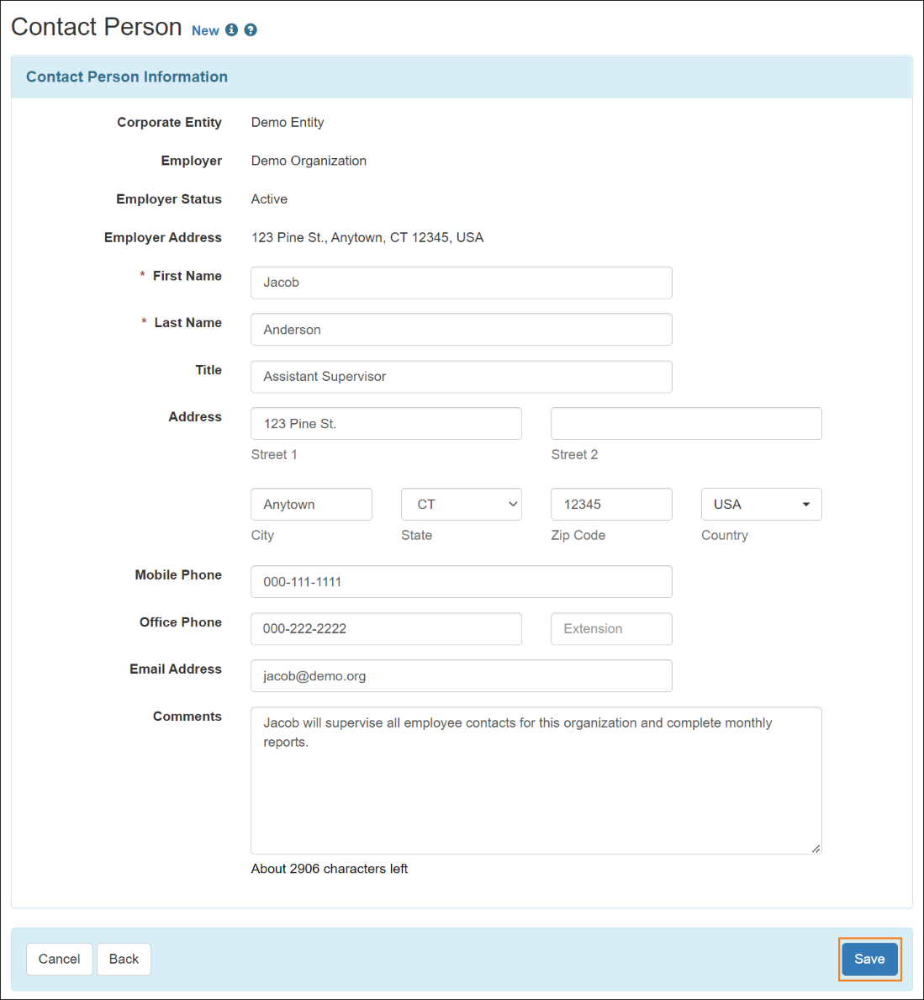 Contact Person New
Contact Person Information
Corporate Entity Demo Entity
Employer Demo Organization
Employer Status Active
Employer Address 123 Pine St., Anytown, CT 12345, USA
* First Name Jacob
* Last Name Anderson
Title Assistant Supervisor
Address 123 Pine St.
Street 1 Street 2
Anytown CT 12345 USA
City State Zip Code Country
Mobile Phone 000-111-1111
Office Phone 000-222-2222 Extension
Email Address jacob@demo.org
Comments Jacob will supervise all employee contacts for this organization and complete monthly
reports.
About 2906 characters left
Cancel Back Save